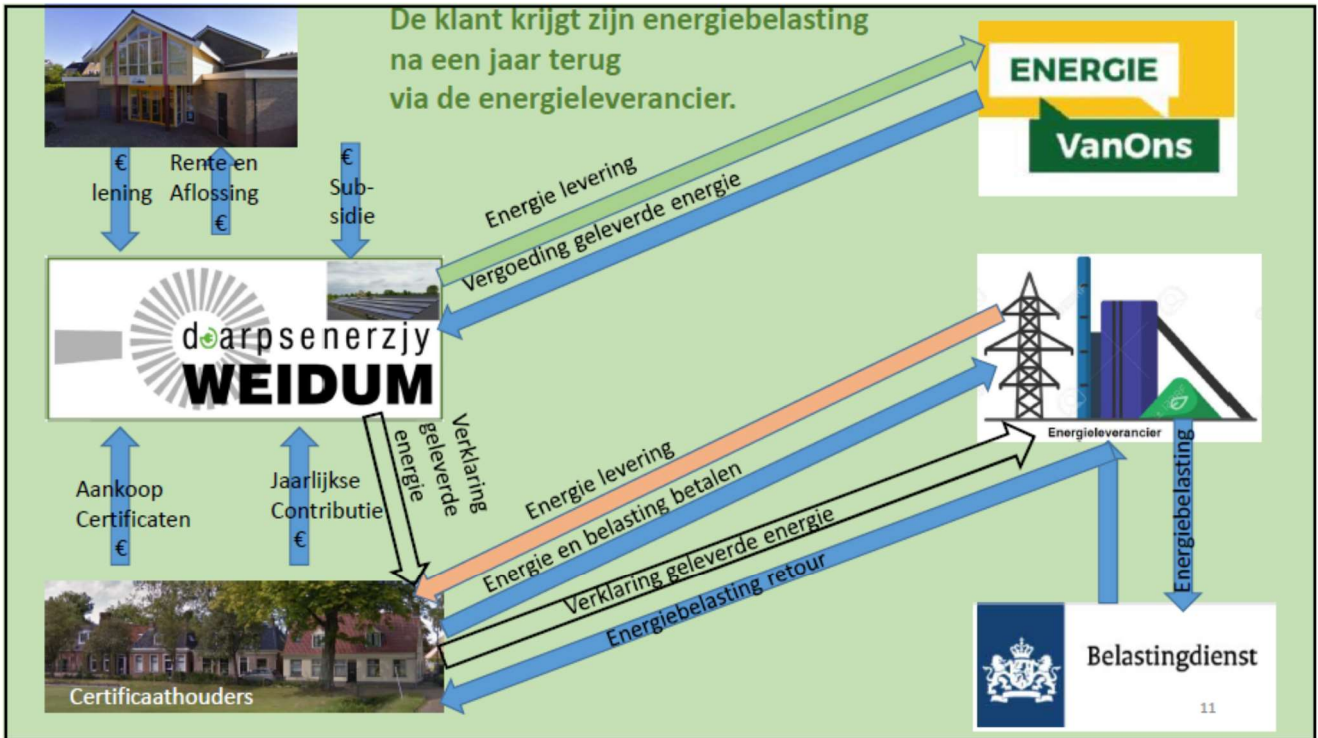 De klant krijgt zijn energiebelasting
na een jaar terug
via de energieleverancier.
ENERGIE
VanOns
€
lening
Rente en
Aflossing
€
€
Sub-
sidie
Energie levering
Vergoeding geleverde energie
doarpsenerzjy
WEIDUM
Verklaring
geleverde
energie
Energieleverancier
Aankoop
Certificaten
€
Jaarlijkse
Contributie
€
Energie levering
Energie en belasting betalen
Verklaring geleverde energie
Energiebelasting retour
Energiebelasting
Certificaathouders
Belastingdienst
11